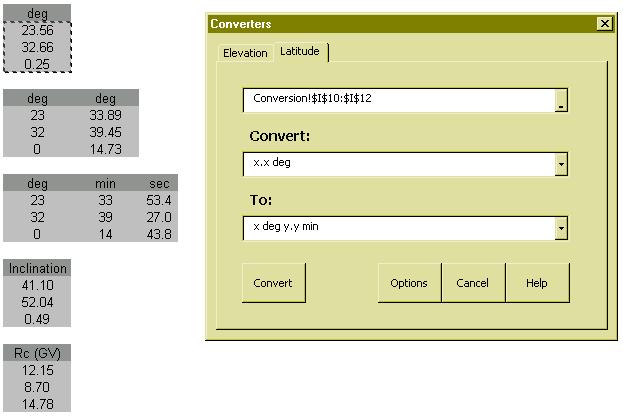 deg
23.56
32.66
0.25
deg deg
23 33.89
32 39.45
0 14.73
deg min sec
23 33 53.4
32 39 27.0
0 14 43.8
Inclination
41.10
52.04
0.49
Rc (GV)
12.15
8.70
14.78
Converters
Elevation Latitude
Conversion!$I$10:$I$12
Convert:
x.x deg
To:
x deg y.y min
Convert Options Cancel Help